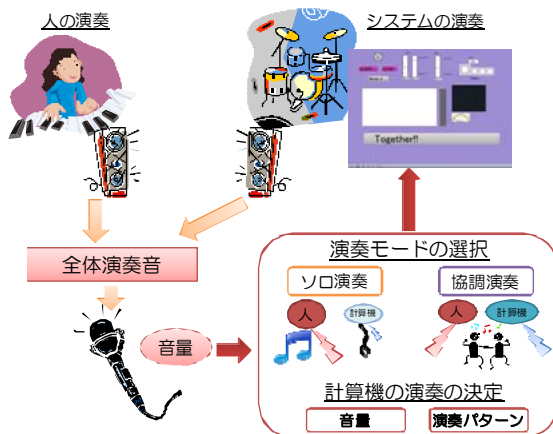 人の演奏
システムの演奏
Together!!
全体演奏音
音量
演奏モードの選択
ソロ演奏
協調演奏
人
計算機
人
計算機
計算機の演奏の決定
音量
演奏パターン